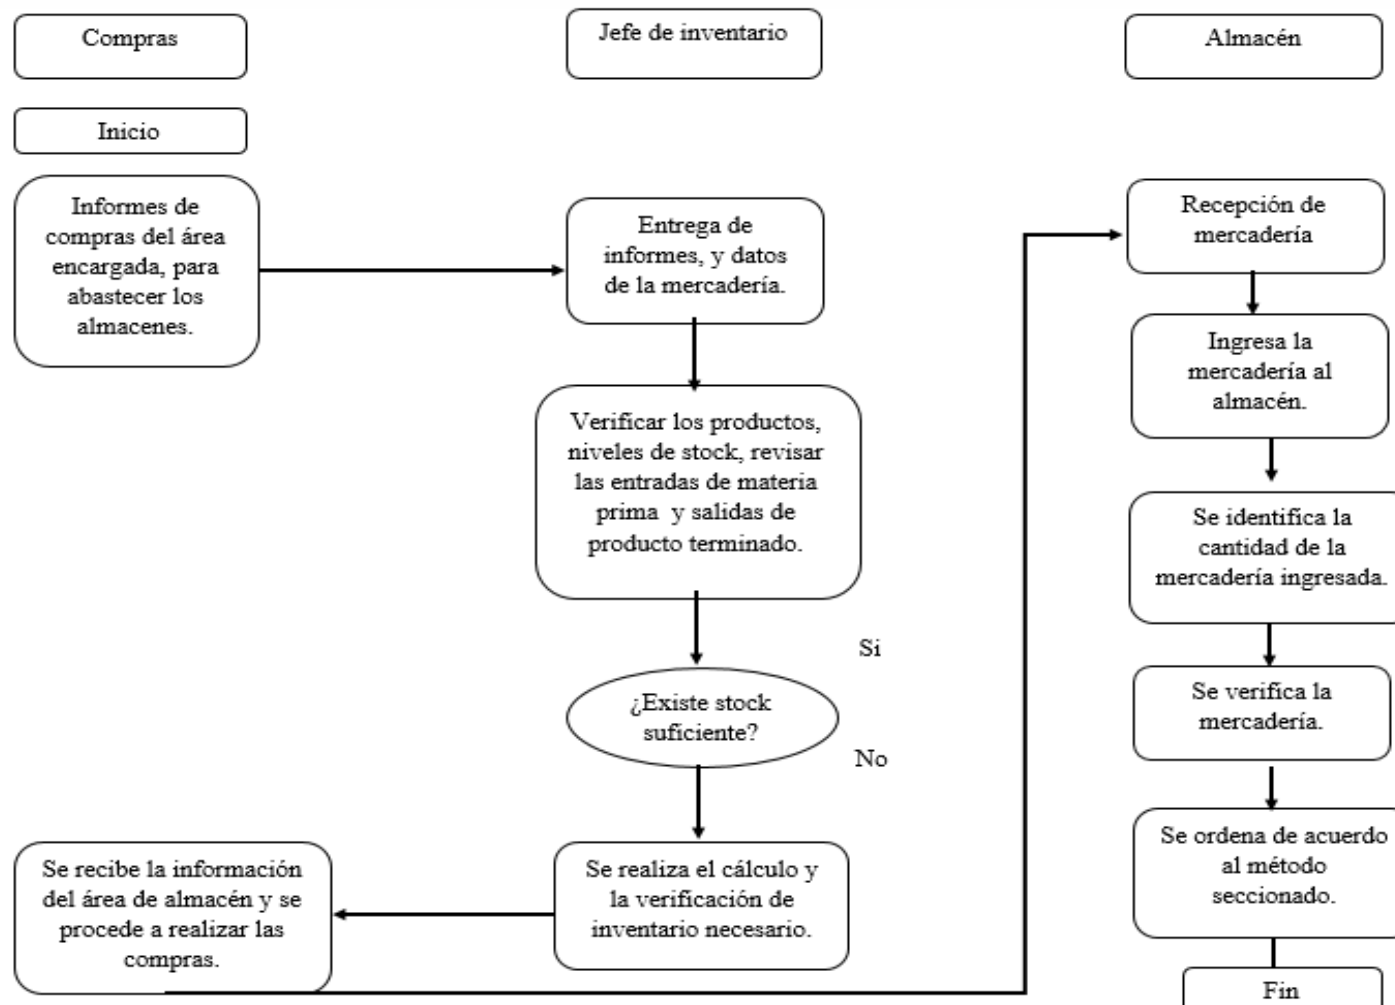 Compras
Jefe de inventario
Almacén
Inicio
Informes de
compras del área
encargada, para
abastecer los
almacenes.
Entrega de
informes, y datos
de la mercadería.
Verificar los productos,
niveles de stock, revisar
las entradas de materia
prima y salidas de
producto terminado.
Si
¿Existe stock
suficiente?
No
Se realiza el cálculo y
la verificación de
inventario necesario.
Se recibe la información
del área de almacén y se
procede a realizar las
compras.
Recepción de
mercadería
Ingresa la
mercadería al
almacén.
Se identifica la
cantidad de la
mercadería ingresada.
Se verifica la
mercadería.
Se ordena de acuerdo
al método
seccionado.
Fin